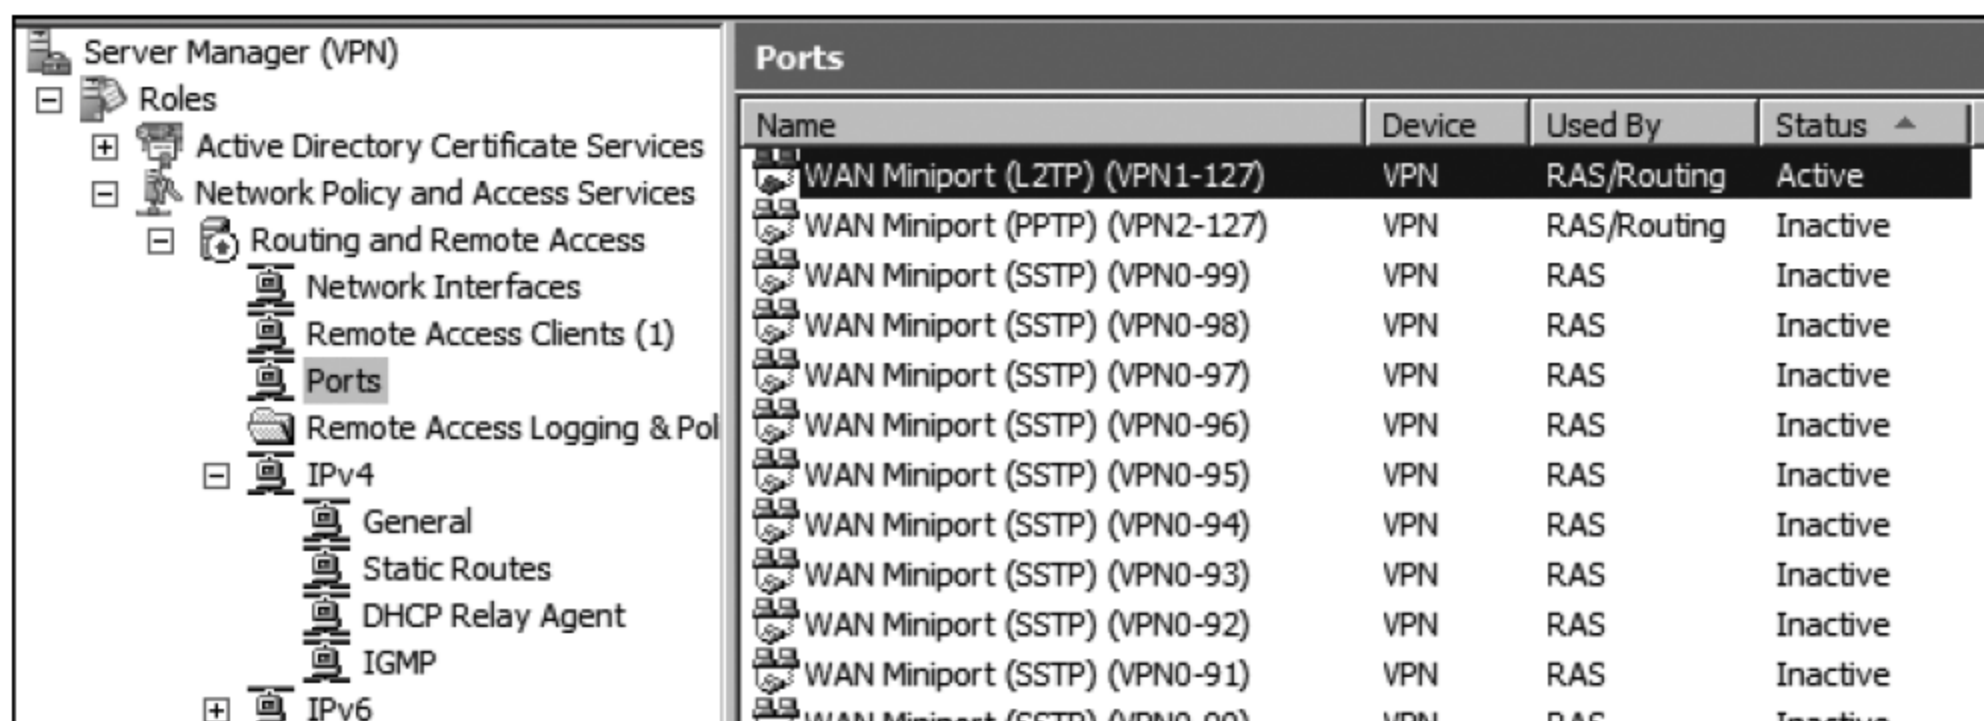 Server Manager (VPN)
Roles
Active Directory Certificate Services
Network Policy and Access Services
Routing and Remote Access
Network Interfaces
Remote Access Clients (1)
Ports
Remote Access Logging & Pol
IPv4
General
Static Routes
DHCP Relay Agent
IGMP
IPv6
Ports
Name Device Used By Status
WAN Miniport (L2TP) (VPN1-127) VPN RAS/Routing Active
WAN Miniport (PPTP) (VPN2-127) VPN RAS/Routing Inactive
WAN Miniport (SSTP) (VPN0-99) VPN RAS Inactive
WAN Miniport (SSTP) (VPN0-98) VPN RAS Inactive
WAN Miniport (SSTP) (VPN0-97) VPN RAS Inactive
WAN Miniport (SSTP) (VPN0-96) VPN RAS Inactive
WAN Miniport (SSTP) (VPN0-95) VPN RAS Inactive
WAN Miniport (SSTP) (VPN0-94) VPN RAS Inactive
WAN Miniport (SSTP) (VPN0-93) VPN RAS Inactive
WAN Miniport (SSTP) (VPN0-92) VPN RAS Inactive
WAN Miniport (SSTP) (VPN0-91) VPN RAS Inactive